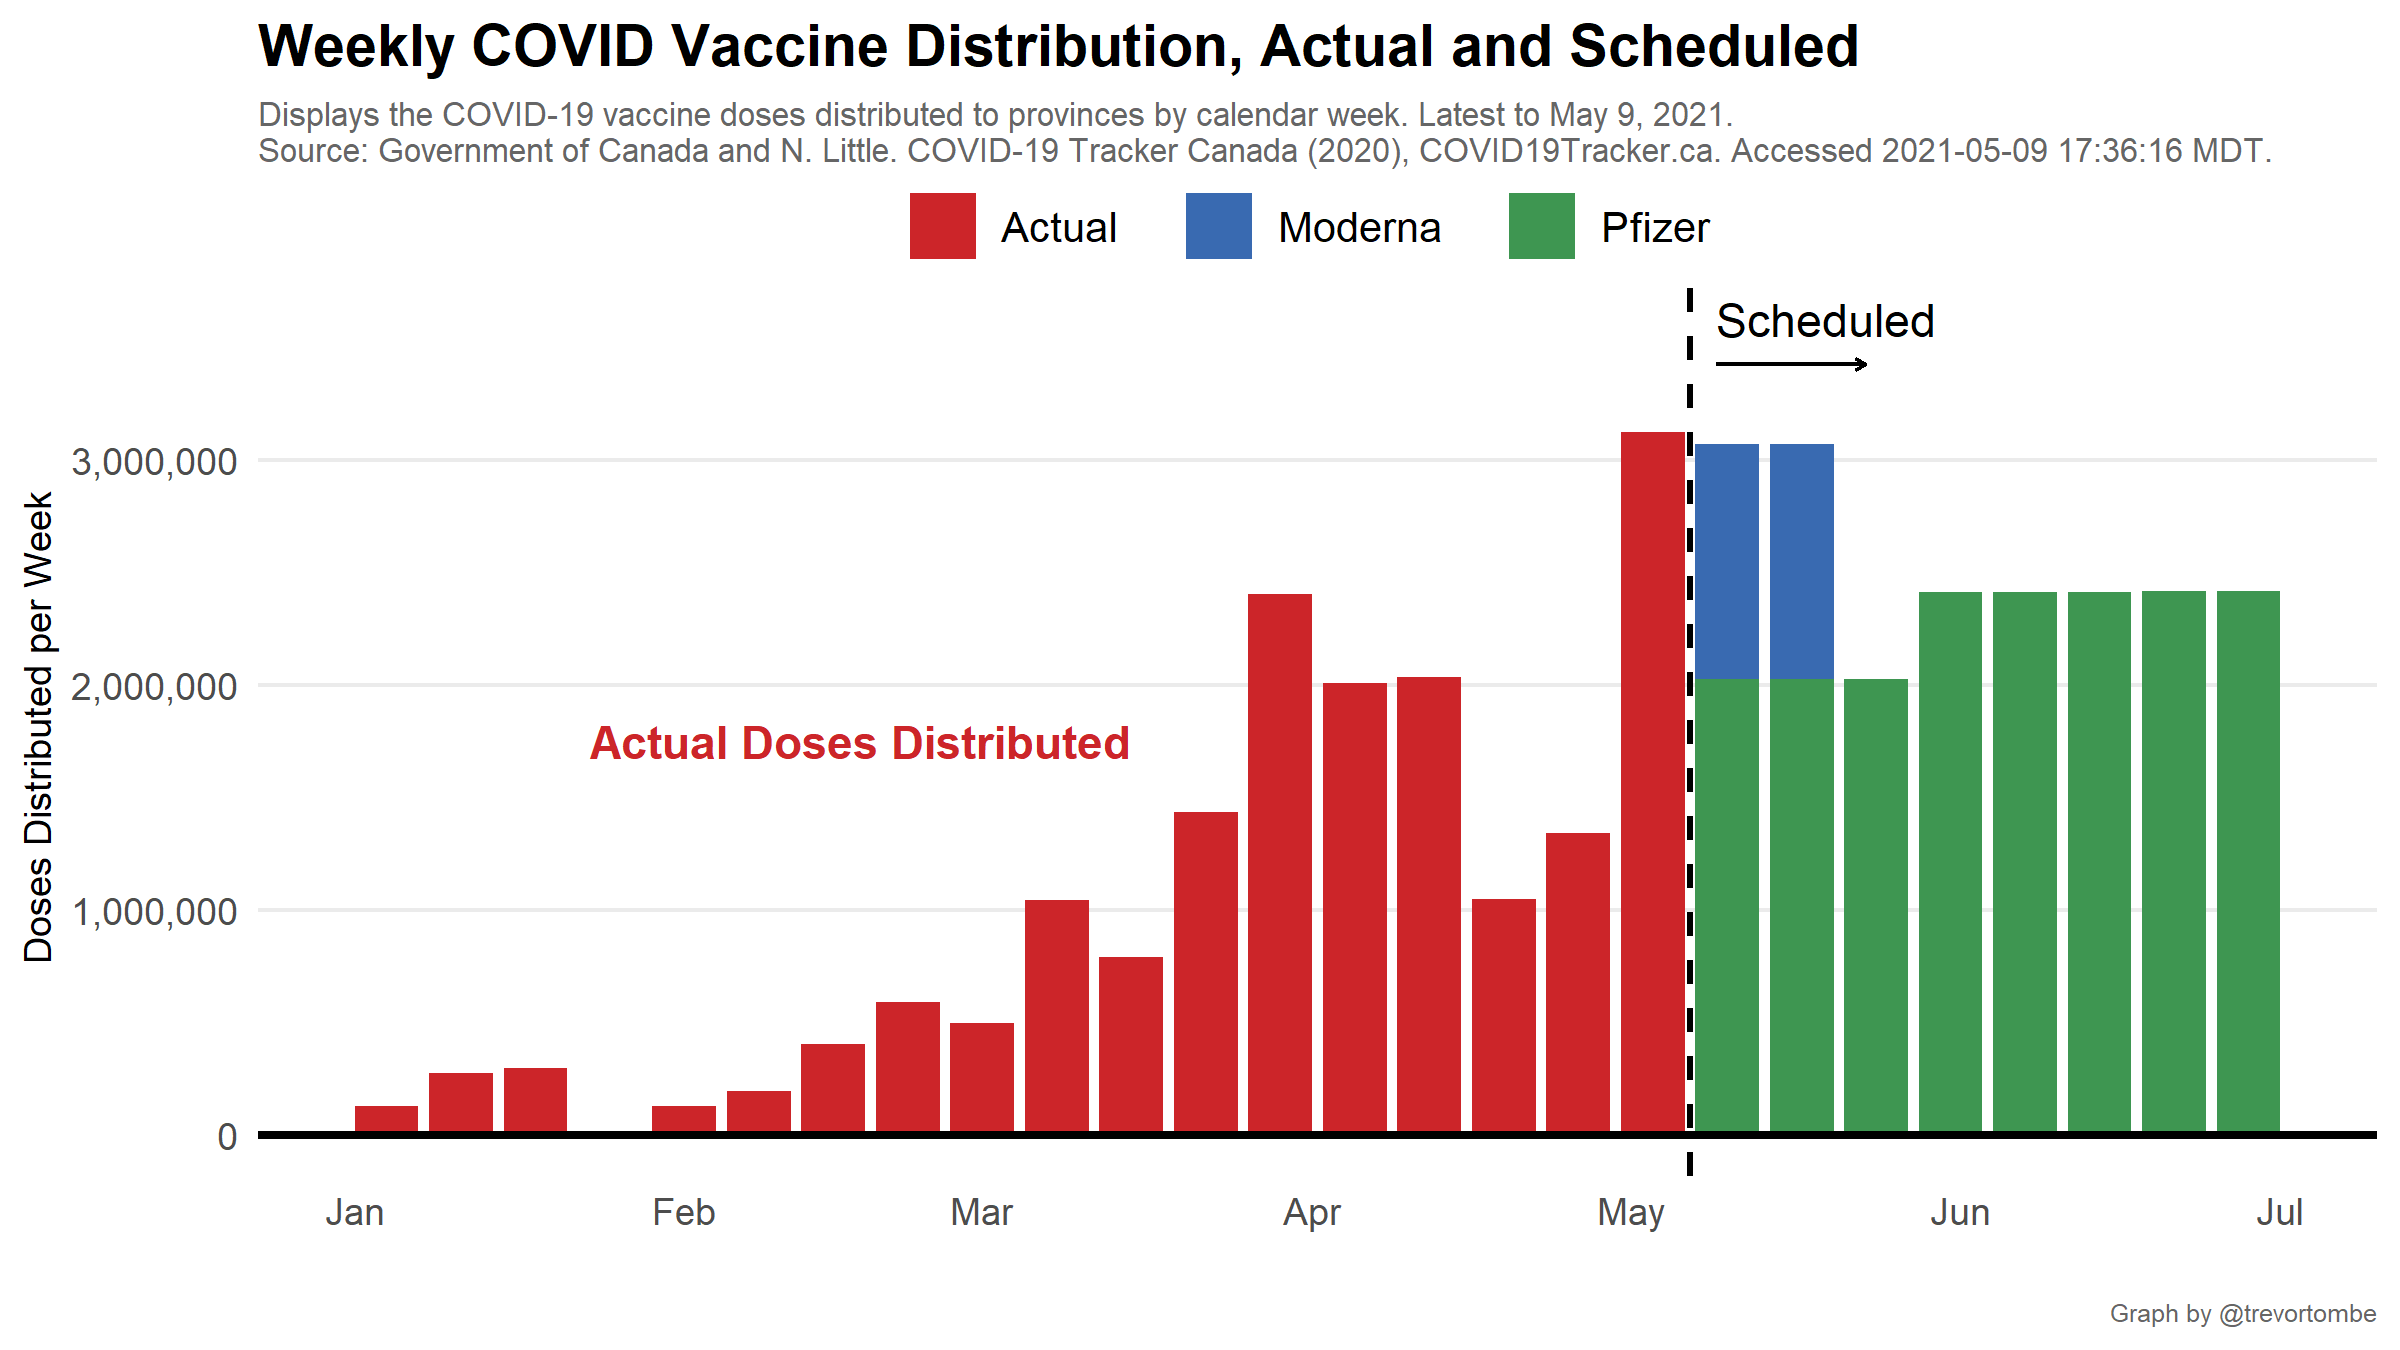 Weekly COVID Vaccine Distribution, Actual and Scheduled
Displays the COVID-19 vaccine doses distributed to provinces by calendar week. Latest to May 9, 2021.
Source: Government of Canada and N. Little. COVID-19 Tracker Canada (2020), COVID19Tracker.ca. Accessed 2021-05-09 17:36:16 MDT.
Actual Moderna Pfizer
Scheduled
3,000,000
2,000,000
1,000,000
0
Doses Distributed per Week
Actual Doses Distributed
Jan Feb Mar Apr May Jun Jul
Graph by @trevortombe